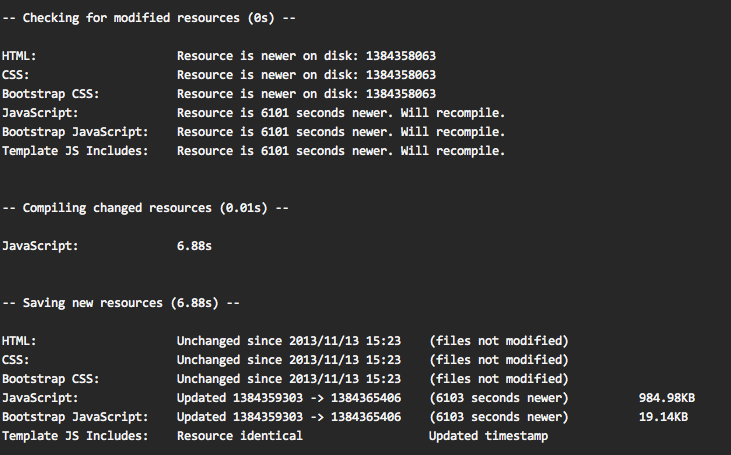 -- Checking for modified resources (0s) --
HTML: Resource is newer on disk: 1384358063
CSS: Resource is newer on disk: 1384358063
Bootstrap CSS: Resource is newer on disk: 1384358063
JavaScript: Resource is 6101 seconds newer. Will recompile.
Bootstrap JavaScript: Resource is 6101 seconds newer. Will recompile.
Template JS Includes: Resource is 6101 seconds newer. Will recompile.
-- Compiling changed resources (0.01s) --
JavaScript: 6.88s
-- Saving new resources (6.88s) --
HTML: Unchanged since 2013/11/13 15:23 (files not modified)
CSS: Unchanged since 2013/11/13 15:23 (files not modified)
Bootstrap CSS: Unchanged since 2013/11/13 15:23 (files not modified)
JavaScript: Updated 1384359303 -> 1384365406 (6103 seconds newer) 984.98KB
Bootstrap JavaScript: Updated 1384359303 -> 1384365406 (6103 seconds newer) 19.14KB
Template JS Includes: Resource identical Updated timestamp